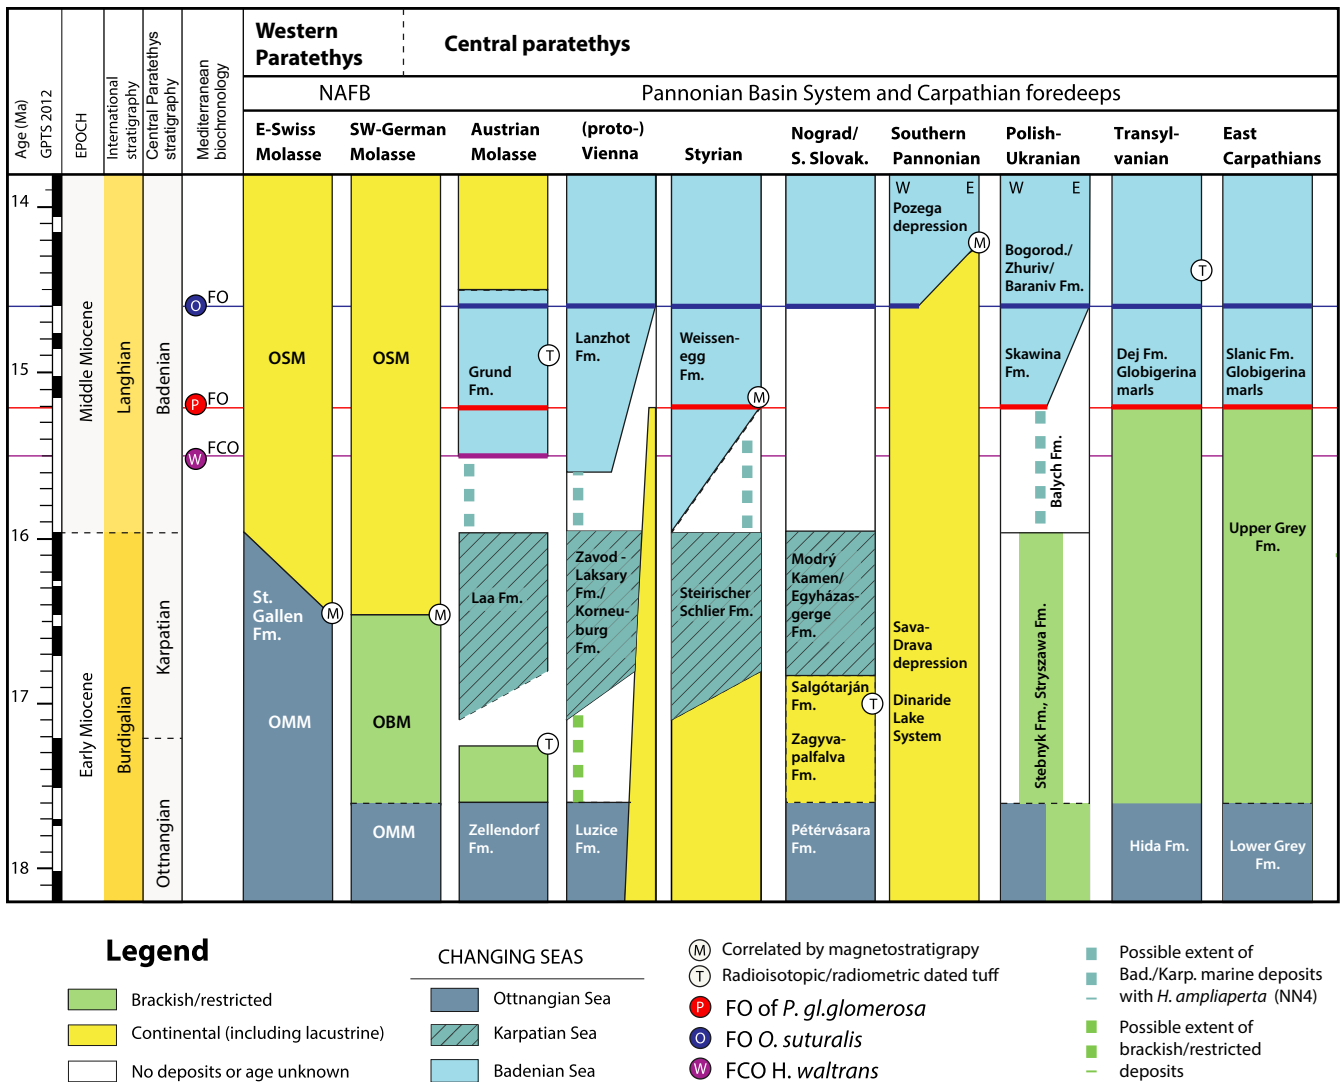 Western
Paratethys
Central paratethys
NAFB
Pannonian Basin System and Carpathian foredeeps
Age (Ma)
GPTS 2012
EPOCH
International
stratigraphy
Central Paratethys
stratigraphy
Mediterranean
biochronology
E-Swiss
Molasse
SW-German
Molasse
Austrian
Molasse
(proto-)
Vienna
Styrian
Nograd/
S. Slovak.
Southern
Pannonian
Polish-
Ukranian
Transyl-
vanian
East
Carpathians
14
15
16
17
18
Middle Miocene
Early Miocene
Langhian
Burdigalian
Badenian
Karpatian
Ottnangian
O FO
P FO
W FCO
OSM
St.
Gallen
Fm.
M
OMM
OSM
M
OBM
OMM
Grund
Fm.
T
Laa Fm.
T
Zellendorf
Fm.
Lanzhot
Fm.
Zavod -
Laksary
Fm./
Korneu-
burg
Fm.
Luzice
Fm.
Weissen-
egg
Fm.
M
Steirischer
Schlier Fm.
Modrý
Kamen/
Egyházas-
gerge
Fm.
Salgótarján
Fm.
T
Zagyva-
palfalva
Fm.
Pétérvására
Fm.
W E
Pozega
depression
M
Sava-
Drava
depression
Dinaride
Lake
System
W E
Bogorod./
Zhuriv/
Baraniv Fm.
Skawina
Fm.
Balych Fm.
Stebnyk Fm., Stryszawa Fm.
T
Dej Fm.
Globigerina
marls
Hida Fm.
Slanic Fm.
Globigerina
marls
Upper Grey
Fm.
Lower Grey
Fm.
Legend
Brackish/restricted
Continental (including lacustrine)
No deposits or age unknown
CHANGING SEAS
Ottnangian Sea
Karpatian Sea
Badenian Sea
M Correlated by magnetostratigrapy
T Radioisotopic/radiometric dated tuff
P FO of P. gl.glomerosa
O FO O. suturalis
W FCO H. waltrans
Possible extent of
Bad./Karp. marine deposits
with H. ampliaperta (NN4)
Possible extent of
brackish/restricted
deposits